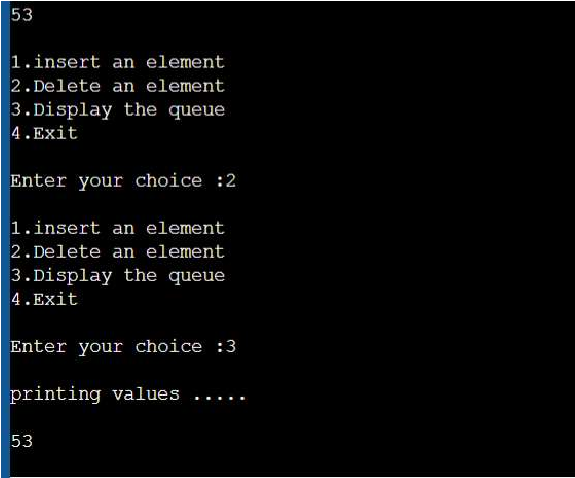 53
1.insert an element
2.Delete an element
3.Display the queue
4.Exit
Enter your choice :2
1.insert an element
2.Delete an element
3.Display the queue
4.Exit
Enter your choice :3
printing values .....
53